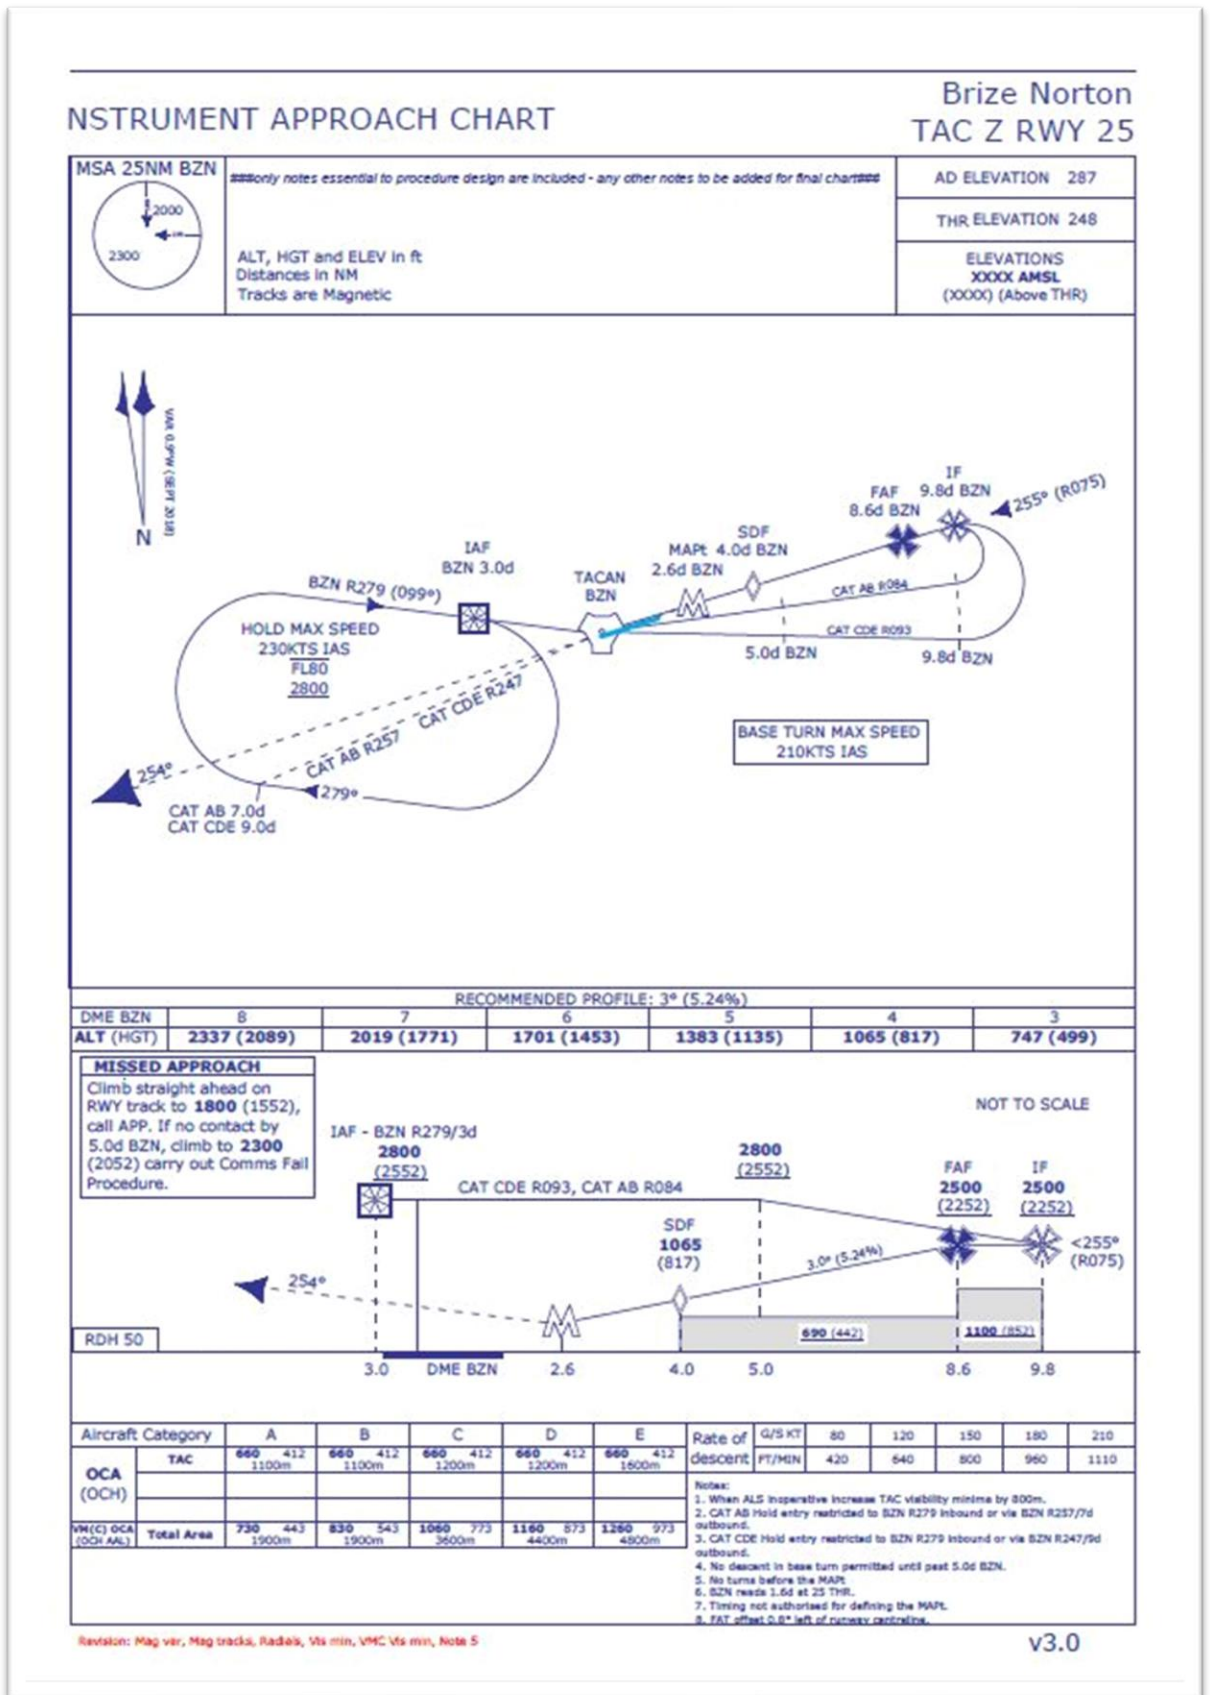 Brize Norton
NSTRUMENT APPROACH CHART
TAC Z RWY 25
MSA 25NM BZN
2000
2300
###only notes essential to procedure design are included - any other notes to be added for final chart###
ALT, HGT and ELEV in ft
Distances in NM
Tracks are Magnetic
AD ELEVATION 287
THR ELEVATION 248
ELEVATIONS
XXXX AMSL
(XXXX) (Above THR)
VAR 0.9°W (SEPT 2018)
N
IF
9.8d BZN
255° (R075)
FAF
8.6d BZN
SDF
4.0d BZN
MAPt
2.6d BZN
IAF
BZN 3.0d
TACAN
BZN
BZN R279 (099°)
CAT AB R084
CAT CDE R093
5.0d BZN
9.8d BZN
HOLD MAX SPEED
230KTS IAS
FL80
2800
CAT CDE R247
CAT AB R257
254°
279°
CAT AB 7.0d
CAT CDE 9.0d
BASE TURN MAX SPEED
210KTS IAS
RECOMMENDED PROFILE: 3° (5.24%)
DME BZN 8 7 6 5 4 3
ALT (HGT) 2337 (2089) 2019 (1771) 1701 (1453) 1383 (1135) 1065 (817) 747 (499)
MISSED APPROACH
Climb straight ahead on
RWY track to 1800 (1552),
call APP. If no contact by
5.0d BZN, climb to 2300
(2052) carry out Comms Fail
Procedure.
NOT TO SCALE
IAF - BZN R279/3d
2800
(2552)
2800
(2552)
CAT CDE R093, CAT AB R084
FAF
2500
(2252)
IF
2500
(2252)
SDF
1065
(817)
3.0° (5.24%)
<255°
(R075)
254°
RDH 50
690 (442)
1100 (852)
3.0 DME BZN 2.6 4.0 5.0 8.6 9.8
Aircraft Category A B C D E
OCA
(OCH)
TAC 660 412 660 412 660 412 660 412 660 412
1100m 1100m 1200m 1200m 1600m
VM(C) OCA
(OCH AAL)
Total Area 730 443 830 543 1060 773 1160 873 1260 973
1900m 1900m 3600m 4400m 4800m
Rate of
descent
G/S KT 80 120 150 180 210
FT/MIN 420 640 800 960 1110
Notes:
1. When ALS inoperative increase TAC visibility minima by 800m.
2. CAT AB Hold entry restricted to BZN R279 inbound or via BZN R257/7d
outbound.
3. CAT CDE Hold entry restricted to BZN R279 inbound or via BZN R247/9d
outbound.
4. No descent in base turn permitted until past 5.0d BZN.
5. No turns before the MAPt
6. BZN reads 1.6d at 25 THR.
7. Timing not authorised for defining the MAPt.
8. FAT offset 0.8° left of runway centreline.
Revision: Mag var, Mag tracks, Radials, Vis min, VMC Vis min, Note 5
v3.0